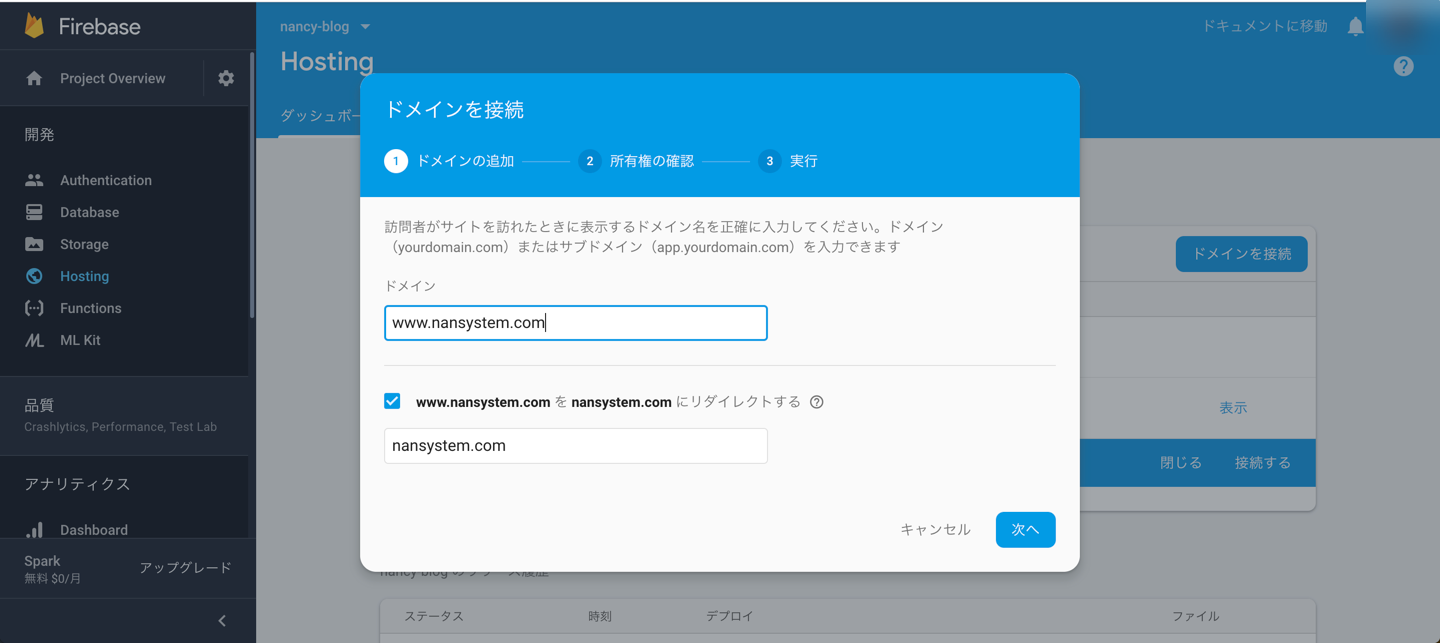 Firebase
Project Overview
開発
Authentication
Database
Storage
Hosting
Functions
ML Kit
品質
Crashlytics, Performance, Test Lab
アナリティクス
Dashboard
Spark
無料 $0/月
アップグレード
nancy-blog
ドキュメントに移動
Hosting
ダッシュボー
ドメインを接続
1 ドメインの追加 2 所有権の確認 3 実行
訪問者がサイトを訪れたときに表示するドメイン名を正確に入力してください。ドメイン
(yourdomain.com)またはサブドメイン(app.yourdomain.com)を入力できます
ドメイン
www.nansystem.com
www.nansystem.com を nansystem.com にリダイレクトする
nansystem.com
キャンセル 次へ
ドメインを接続
表示
閉じる 接続する
ステータス 時刻 デプロイ ファイル